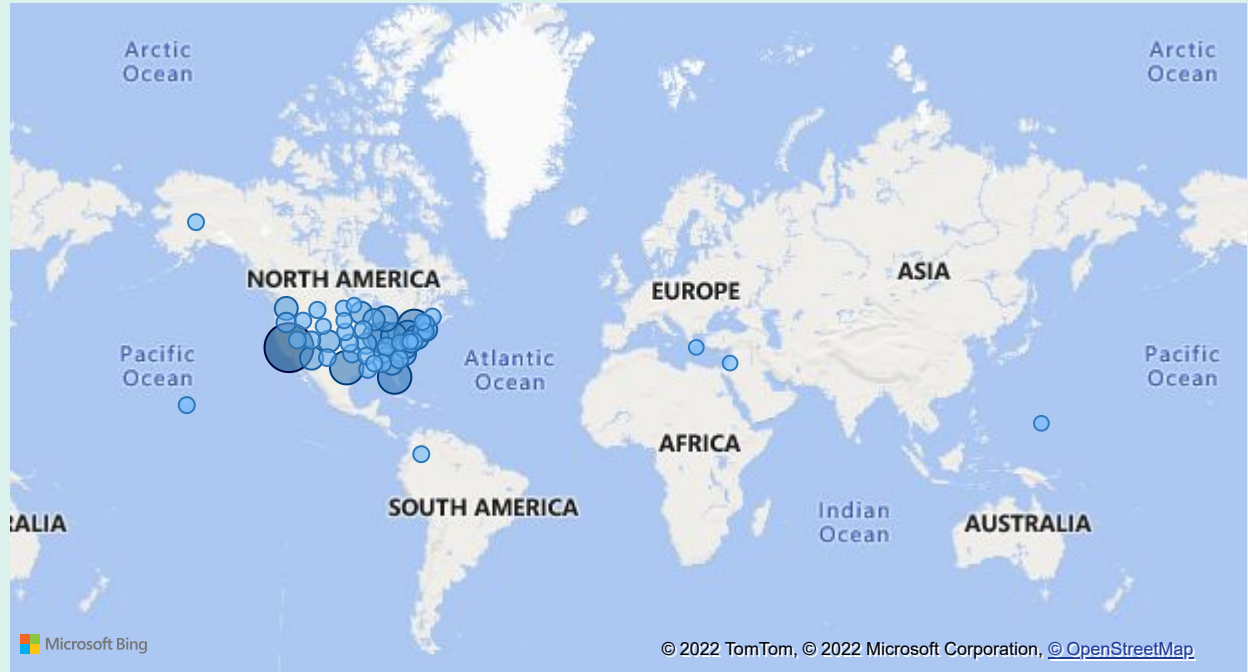 Arctic
Ocean
Arctic
Ocean
NORTH AMERICA
EUROPE
ASIA
Pacific
Ocean
Atlantic
Ocean
Pacific
Ocean
AFRICA
SOUTH AMERICA
Indian
Ocean
RALIA
AUSTRALIA
Microsoft Bing
© 2022 TomTom, © 2022 Microsoft Corporation, © OpenStreetMap